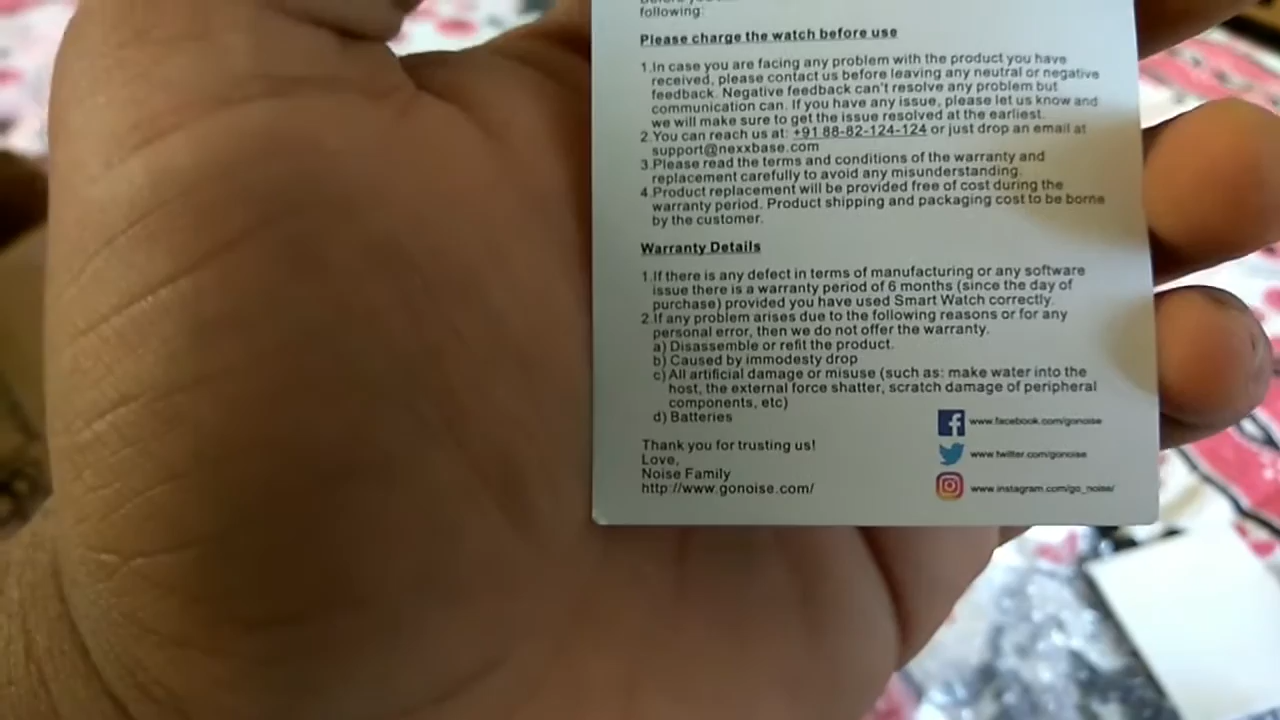 following:
Please charge the watch before use
1.In case you are facing any problem with the product you have
received, please contact us before leaving any neutral or negative
feedback. Negative feedback can't resolve any problem but
communication can. If you have any issue, please let us know and
we will make sure to get the issue resolved at the earliest.
2.You can reach us at: +91 88-82-124-124 or just drop an email at
support@nexxbase.com
3.Please read the terms and conditions of the warranty and
replacement carefully to avoid any misunderstanding.
4.Product replacement will be provided free of cost during the
warranty period. Product shipping and packaging cost to be borne
by the customer.
Warranty Details
1.If there is any defect in terms of manufacturing or any software
issue there is a warranty period of 6 months (since the day of
purchase) provided you have used Smart Watch correctly.
2.If any problem arises due to the following reasons or for any
personal error, then we do not offer the warranty.
a) Disassemble or refit the product.
b) Caused by immodesty drop
c) All artificial damage or misuse (such as: make water into the
host, the external force shatter, scratch damage of peripheral
components, etc)
d) Batteries
Thank you for trusting us!
Love,
Noise Family
http://www.gonoise.com/
www.facebook.com/gonoise
www.twitter.com/gonoise
www.instagram.com/go_noise/